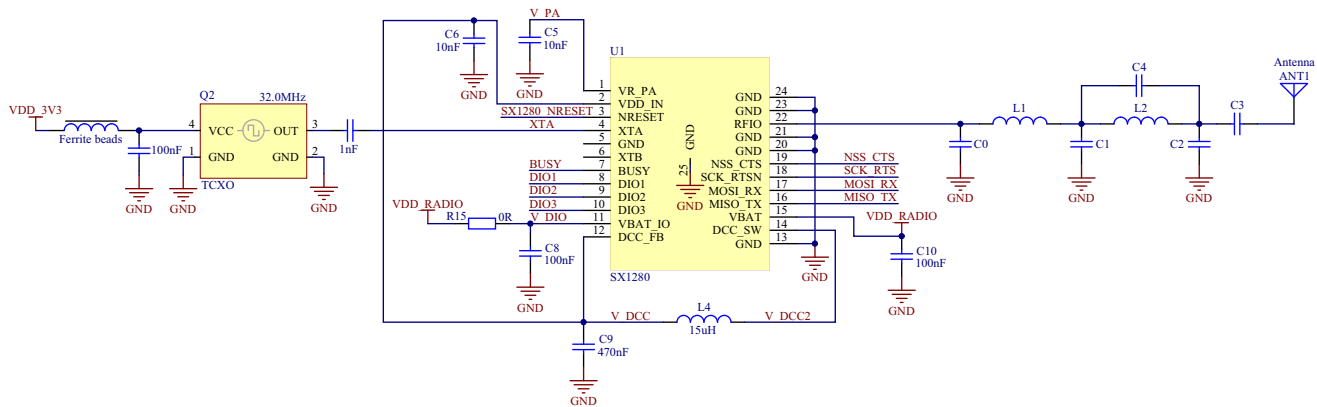 V_PA
C6
10nF
C5
10nF
GND
GND
U1
VDD_3V3
Ferrite beads
100nF
GND
Q2
32.0MHz
4
VCC
OUT
3
1
GND
GND
2
TCXO
GND
GND
1nF
SX1280_NRESET
XTA
BUSY
DIO1
DIO2
DIO3
VDD_RADIO
R15
0R
V_DIO
C8
100nF
GND
1
VR_PA
2
VDD_IN
3
NRESET
4
XTA
5
GND
6
XTB
7
BUSY
8
DIO1
9
DIO2
10
DIO3
11
VBAT_IO
12
DCC_FB
GND
25
GND
SX1280
GND
24
GND
23
RFIO
22
GND
21
GND
20
NSS_CTS
19
SCK_RTSN
18
MOSI_RX
17
MISO_TX
16
VBAT
15
DCC_SW
14
GND
13
NSS_CTS
SCK_RTS
MOSI_RX
MISO_TX
VDD_RADIO
C10
100nF
GND
GND
V_DCC
L4
15uH
V_DCC2
C9
470nF
GND
C0
GND
L1
C4
L2
C1
GND
C2
GND
C3
Antenna
ANT1